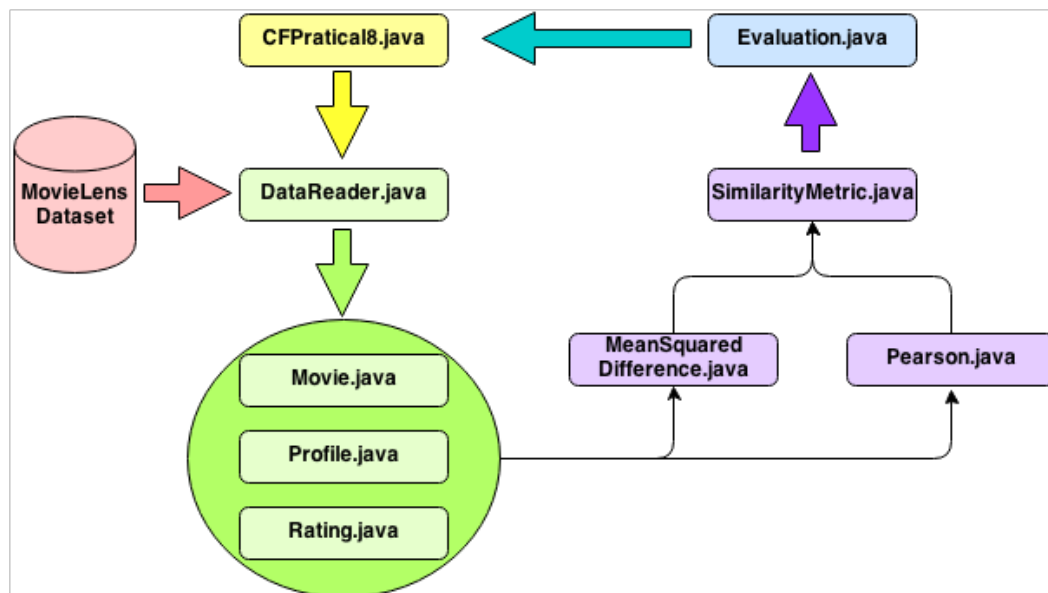 CFPratical8.java
Evaluation.java
MovieLens
Dataset
DataReader.java
SimilarityMetric.java
MeanSquared
Difference.java
Pearson.java
Movie.java
Profile.java
Rating.java